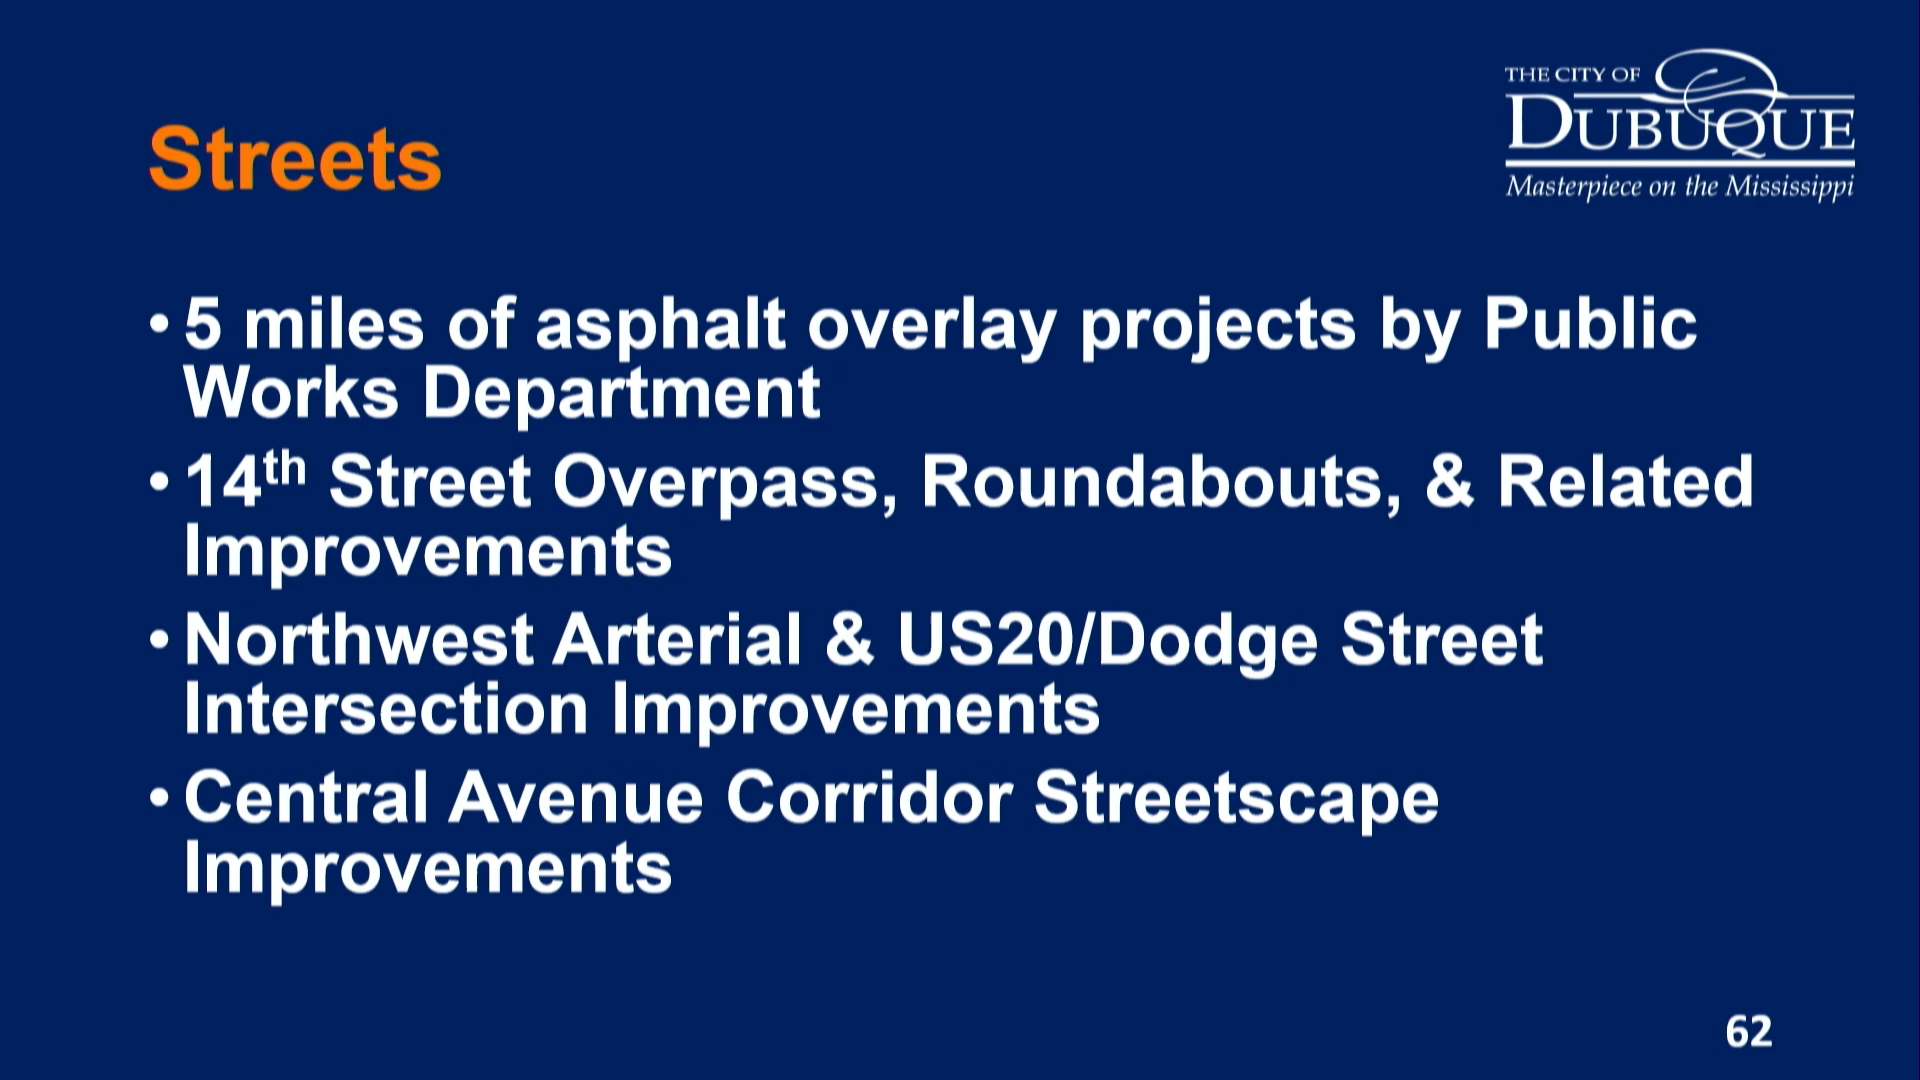 THE CITY OF
DUBUQUE
Masterpiece on the Mississippi
Streets
• 5 miles of asphalt overlay projects by Public
Works Department
• 14th Street Overpass, Roundabouts, & Related
Improvements
• Northwest Arterial & US20/Dodge Street
Intersection Improvements
• Central Avenue Corridor Streetscape
Improvements
62